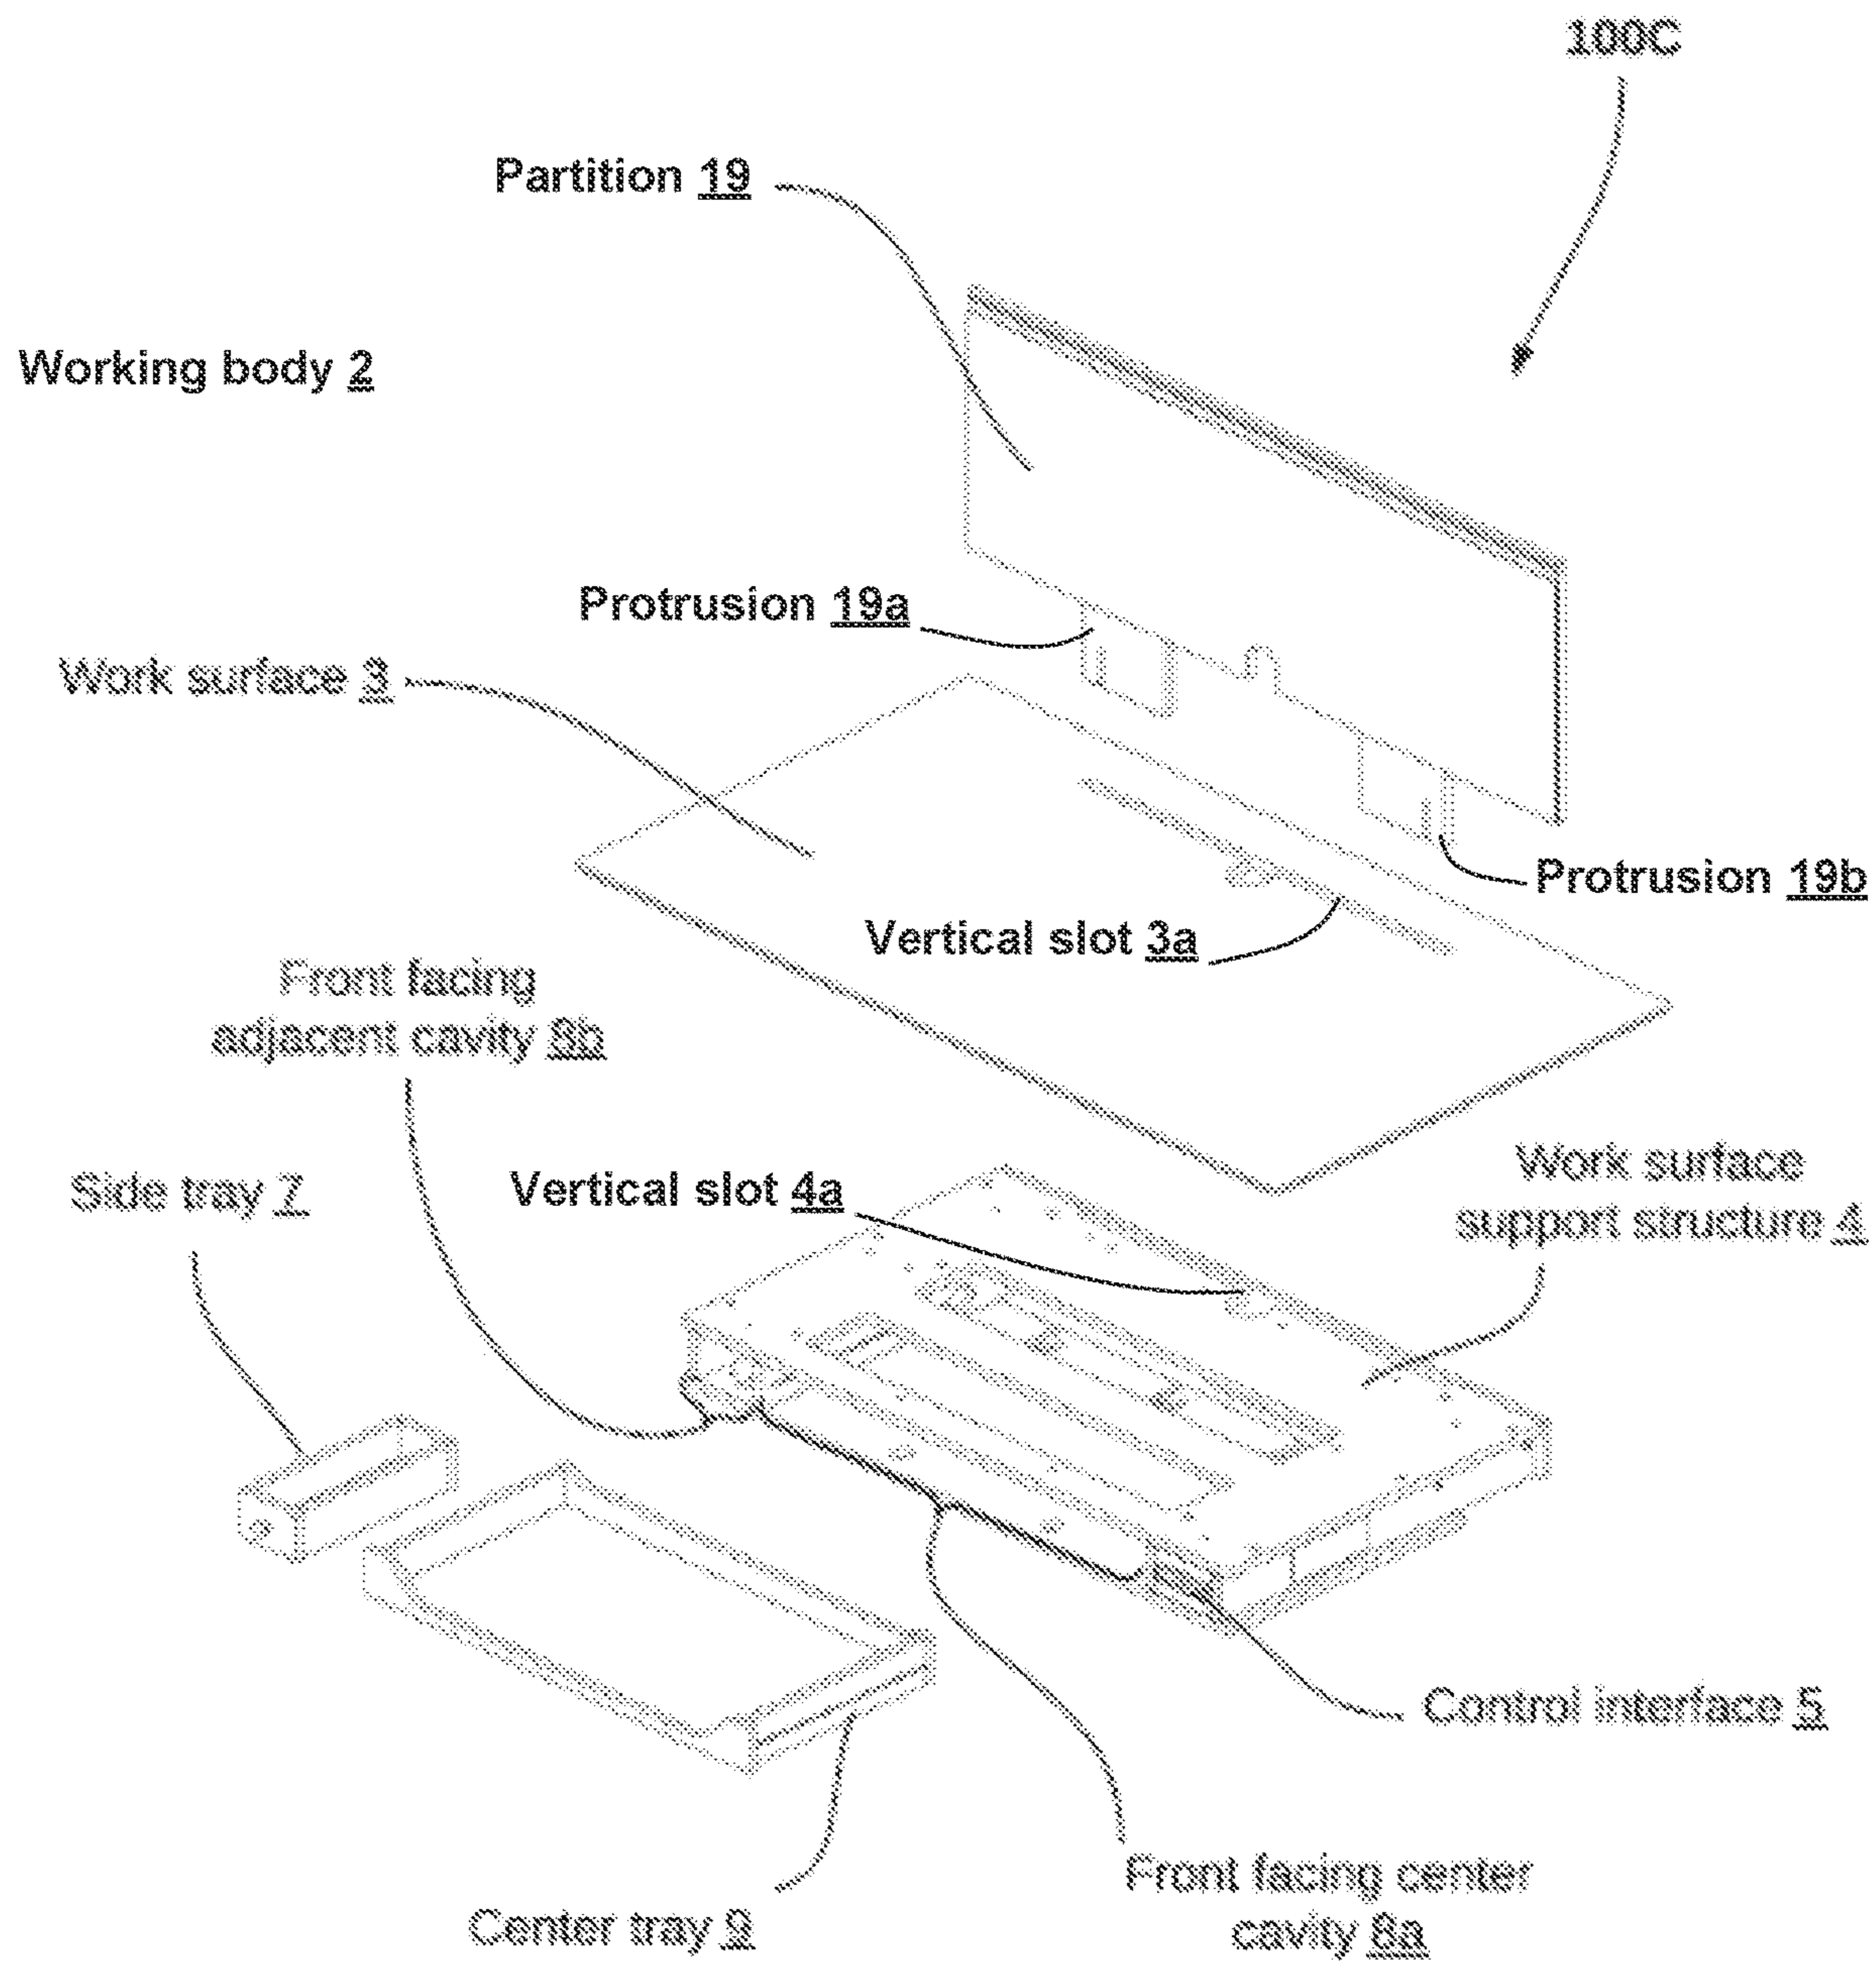 100C
Partition 19
Working body 2
Protrusion 19a
Work surface 3
Protrusion 19b
Vertical slot 3a
Front facing
adjacent cavity 8b
Side tray 7
Vertical slot 4a
Work surface
support structure 4
Control interface 5
Front facing center
cavity 8a
Center tray 9